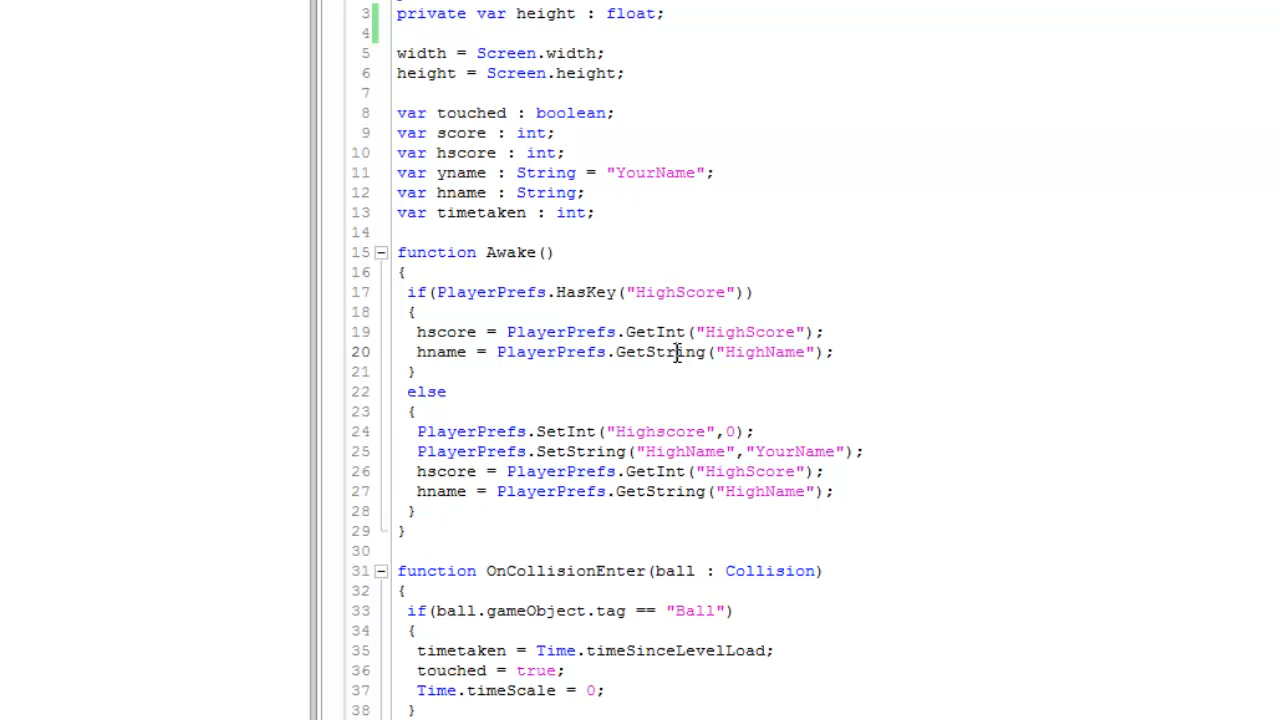 3 private var height : float;
4
5 width = Screen.width;
6 height = Screen.height;
7
8 var touched : boolean;
9 var score : int;
10 var hscore : int;
11 var yname : String = "YourName";
12 var hname : String;
13 var timetaken : int;
14
15 function Awake()
16 {
17 if(PlayerPrefs.HasKey("HighScore"))
18 {
19 hscore = PlayerPrefs.GetInt("HighScore");
20 hname = PlayerPrefs.GetString("HighName");
21 }
22 else
23 {
24 PlayerPrefs.SetInt("Highscore",0);
25 PlayerPrefs.SetString("HighName","YourName");
26 hscore = PlayerPrefs.GetInt("HighScore");
27 hname = PlayerPrefs.GetString("HighName");
28 }
29 }
30
31 function OnCollisionEnter(ball : Collision)
32 {
33 if(ball.gameObject.tag == "Ball")
34 {
35 timetaken = Time.timeSinceLevelLoad;
36 touched = true;
37 Time.timeScale = 0;
38 }